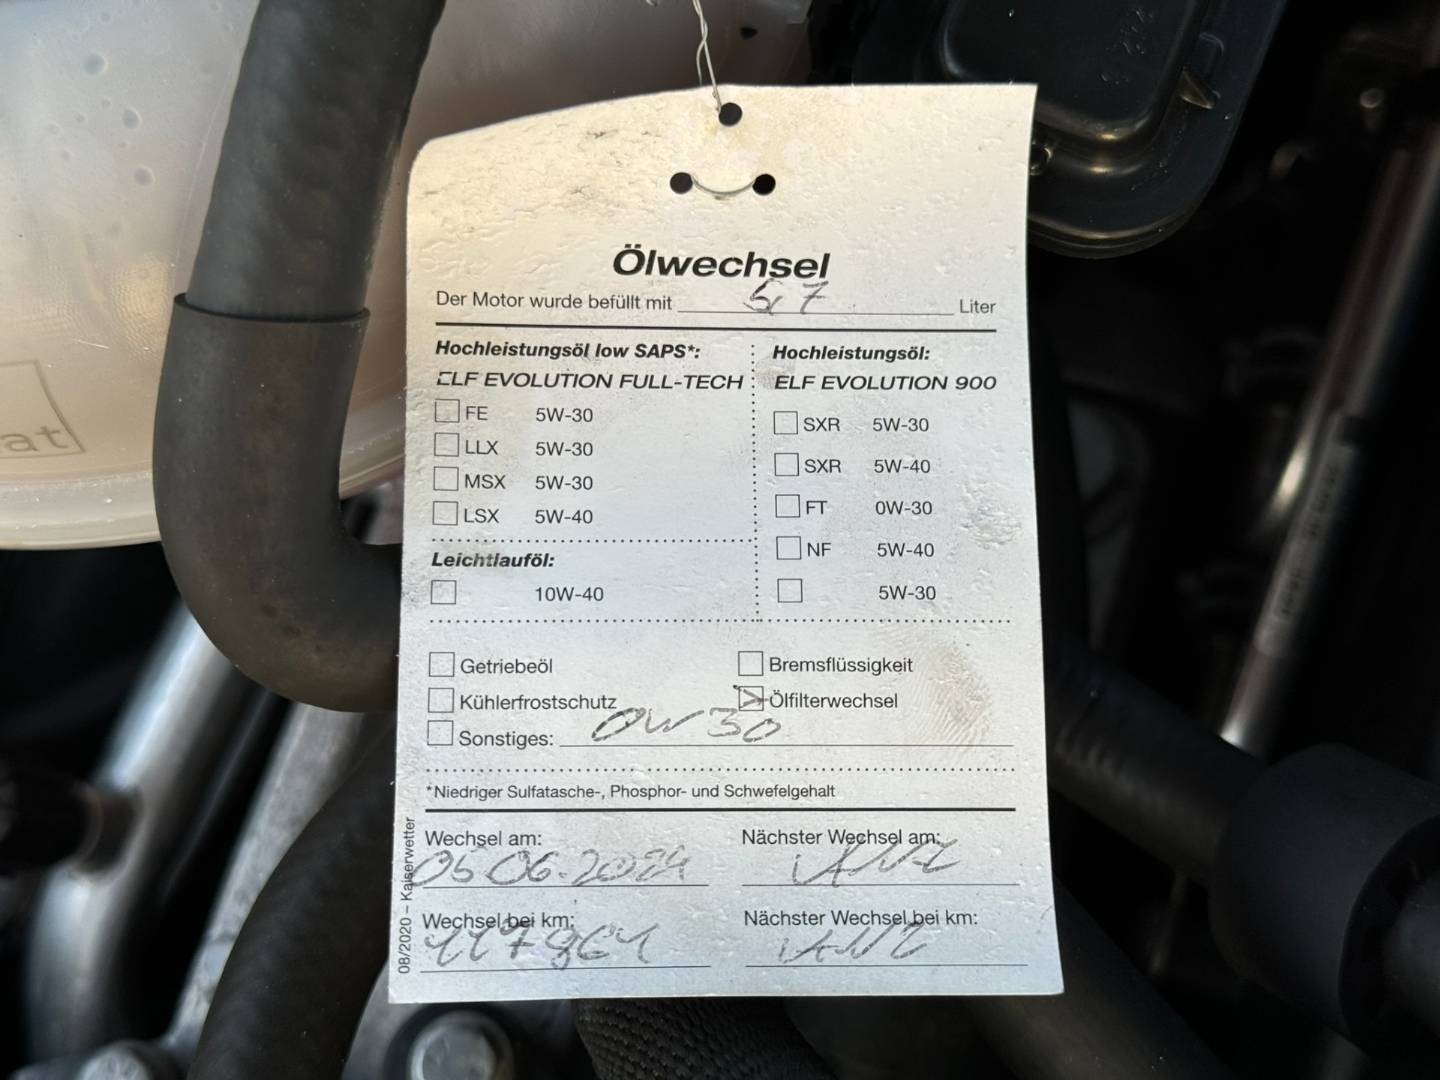 Ölwechsel
Der Motor wurde befüllt mit 5,7 Liter
Hochleistungsöl low SAPS*:
ELF EVOLUTION FULL-TECH
FE 5W-30
LLX 5W-30
MSX 5W-30
LSX 5W-40
Leichtlauföl:
10W-40
Hochleistungsöl:
ELF EVOLUTION 900
SXR 5W-30
SXR 5W-40
FT 0W-30
NF 5W-40
5W-30
Getriebeöl
Bremsflüssigkeit
Kühlerfrostschutz
Ölfilterwechsel
Sonstiges: 0W30
*Niedriger Sulfatasche-, Phosphor- und Schwefelgehalt
Wechsel am:
05 06.2024
Nächster Wechsel am:
Wechsel bei km:
117861
Nächster Wechsel bei km:
08/2020 – Kaiserwetter
at